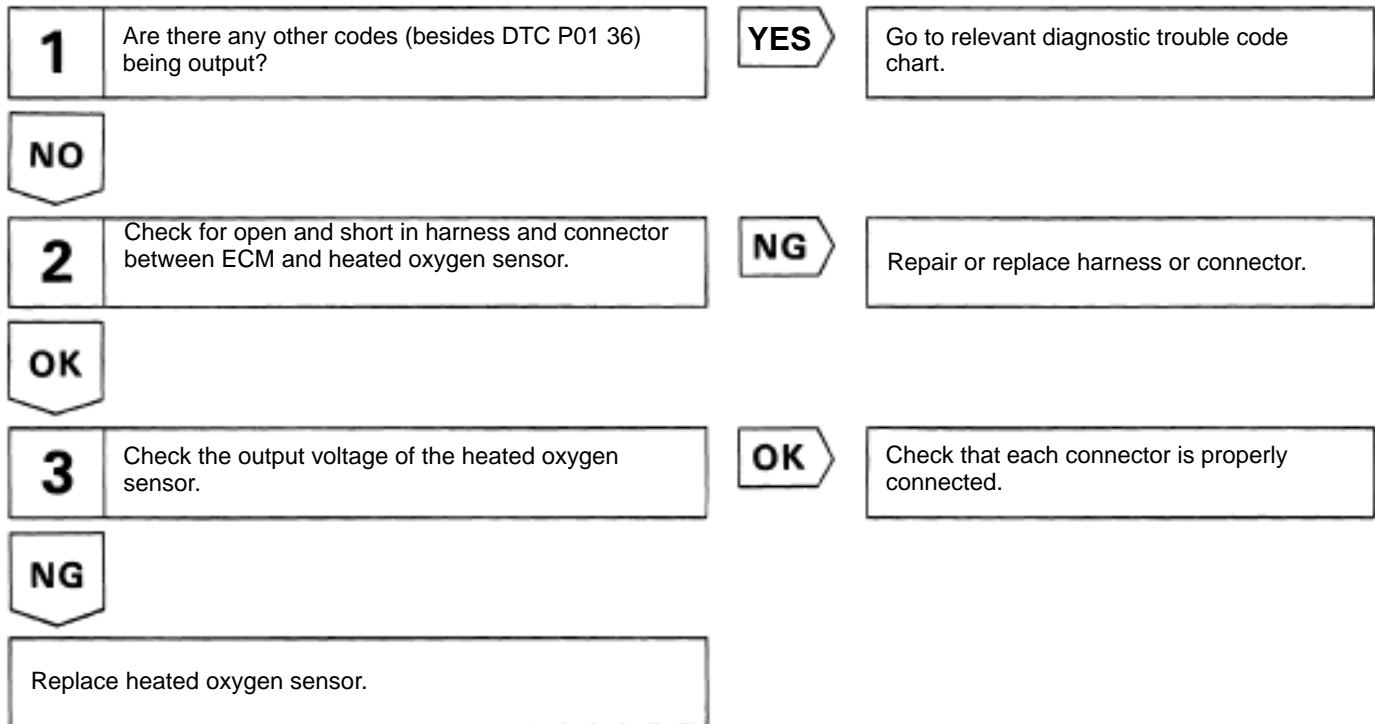 1
Are there any other codes (besides DTC P01 36)
being output?
YES
Go to relevant diagnostic trouble code
chart.
NO
2
Check for open and short in harness and connector
between ECM and heated oxygen sensor.
NG
Repair or replace harness or connector.
OK
3
Check the output voltage of the heated oxygen
sensor.
OK
Check that each connector is properly
connected.
NG
Replace heated oxygen sensor.